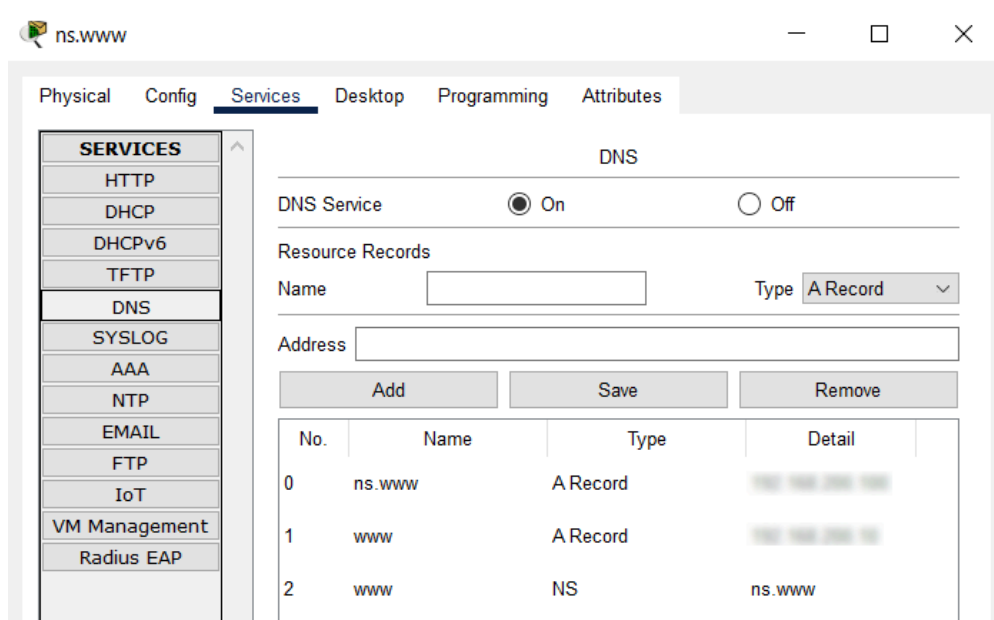 ns.www
Physical Config Services Desktop Programming Attributes
SERVICES
HTTP
DHCP
DHCPv6
TFTP
DNS
SYSLOG
AAA
NTP
EMAIL
FTP
IoT
VM Management
Radius EAP
DNS
DNS Service On Off
Resource Records
Name Type A Record
Address
Add Save Remove
No. Name Type Detail
0 ns.www A Record
1 www A Record
2 www NS ns.www